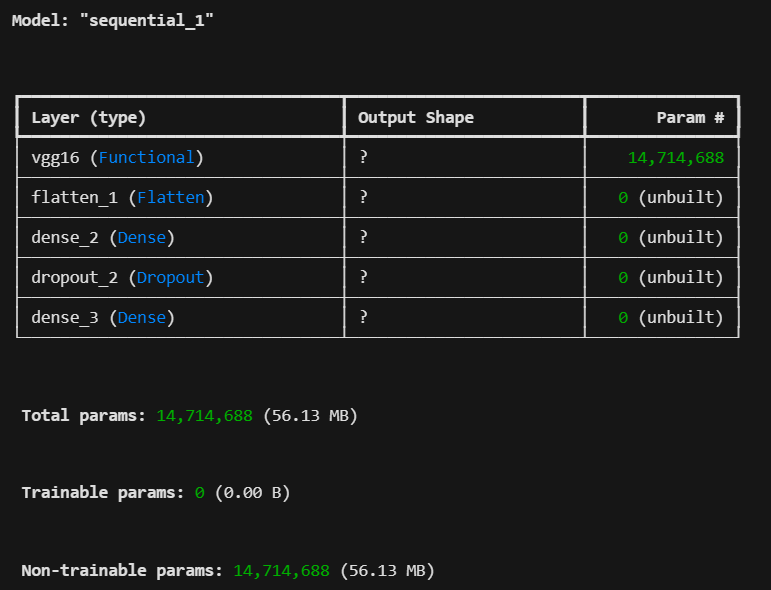 Model: "sequential_1"
Layer (type) Output Shape Param #
vgg16 (Functional) ? 14,714,688
flatten_1 (Flatten) ? 0 (unbuilt)
dense_2 (Dense) ? 0 (unbuilt)
dropout_2 (Dropout) ? 0 (unbuilt)
dense_3 (Dense) ? 0 (unbuilt)
Total params: 14,714,688 (56.13 MB)
Trainable params: 0 (0.00 B)
Non-trainable params: 14,714,688 (56.13 MB)